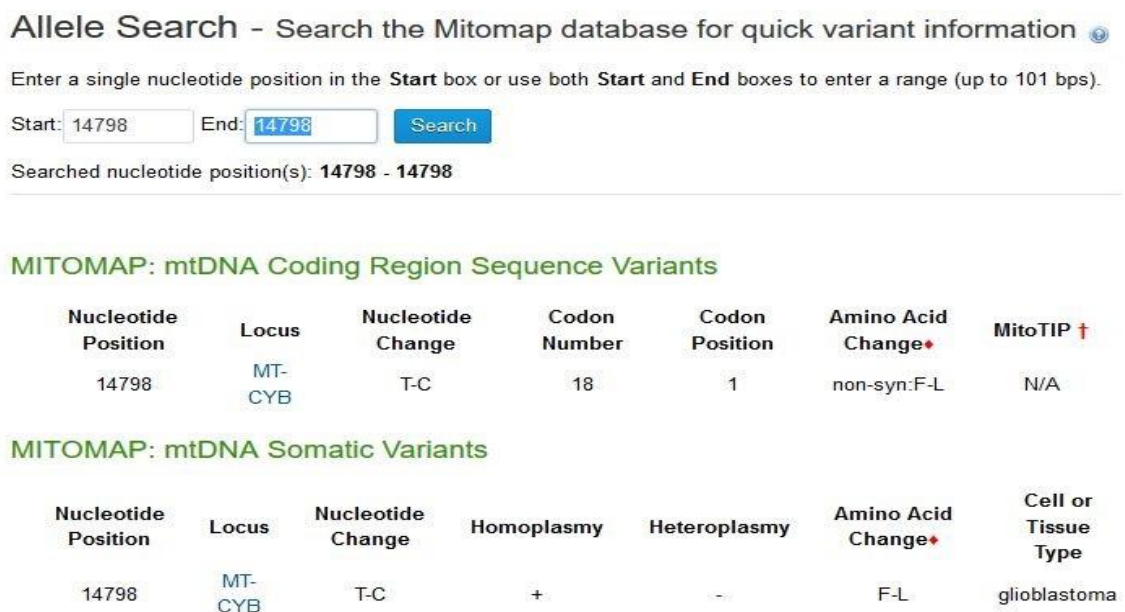 Allele Search - Search the Mitomap database for quick variant information
Enter a single nucleotide position in the Start box or use both Start and End boxes to enter a range (up to 101 bps).
Start: 14798 End: 14798 Search
Searched nucleotide position(s): 14798 - 14798
MITOMAP: mtDNA Coding Region Sequence Variants
Nucleotide Position Locus Nucleotide Change Codon Number Codon Position Amino Acid Change♦ MitoTIP †
14798 MT-CYB T-C 18 1 non-syn:F-L N/A
MITOMAP: mtDNA Somatic Variants
Nucleotide Position Locus Nucleotide Change Homoplasmy Heteroplasmy Amino Acid Change♦ Cell or Tissue Type
14798 MT-CYB T-C + - F-L glioblastoma